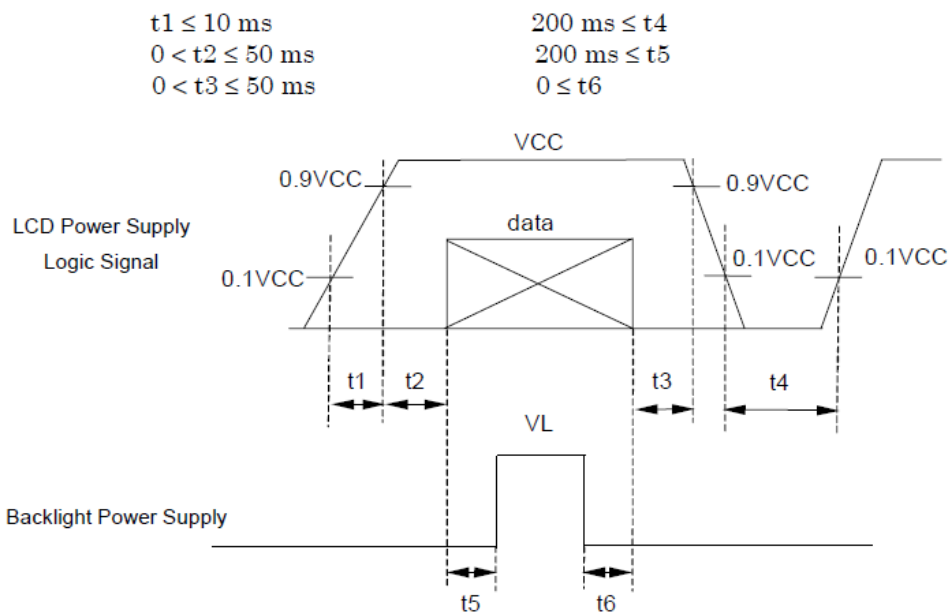 t1 ≤ 10 ms 200 ms ≤ t4
0 < t2 ≤ 50 ms 200 ms ≤ t5
0 < t3 ≤ 50 ms 0 ≤ t6
VCC
0.9VCC 0.9VCC
LCD Power Supply
Logic Signal
data
0.1VCC 0.1VCC 0.1VCC
t1 t2 t3 t4
VL
Backlight Power Supply
t5 t6